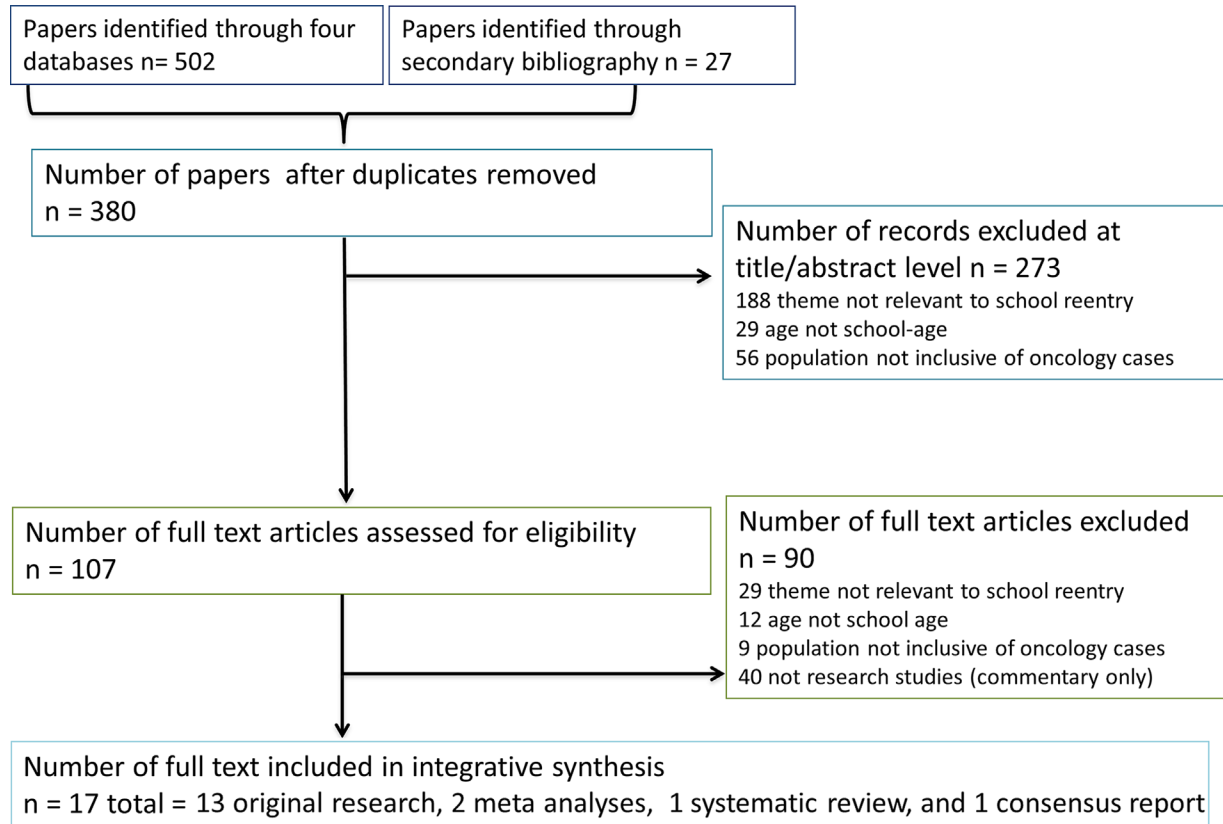 Papers identified through four
databases n= 502
Papers identified through
secondary bibliography n = 27
Number of papers  after duplicates removed
n = 380
Number of records excluded at
title/abstract level n = 273
188 theme not relevant to school reentry
29 age not school-age
56 population not inclusive of oncology cases
Number of full text articles assessed for eligibility
n = 107
Number of full text articles excluded
n = 90
29 theme not relevant to school reentry
12 age not school age
9 population not inclusive of oncology cases
40 not research studies (commentary only)
Number of full text included in integrative synthesis
n = 17 total = 13 original research, 2 meta analyses,  1 systematic review, and 1 consensus report